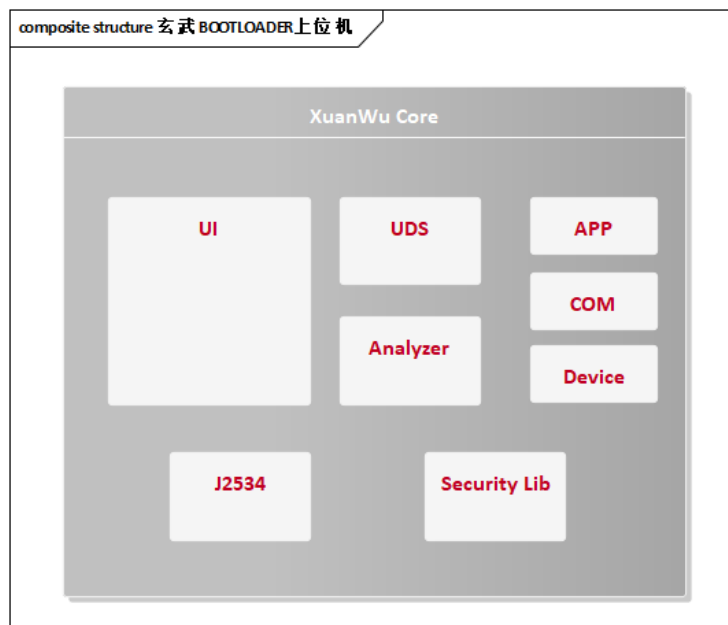 composite structure 玄武 BOOTLOADER上位机
XuanWu Core
UI
UDS
APP
COM
Analyzer
Device
J2534
Security Lib